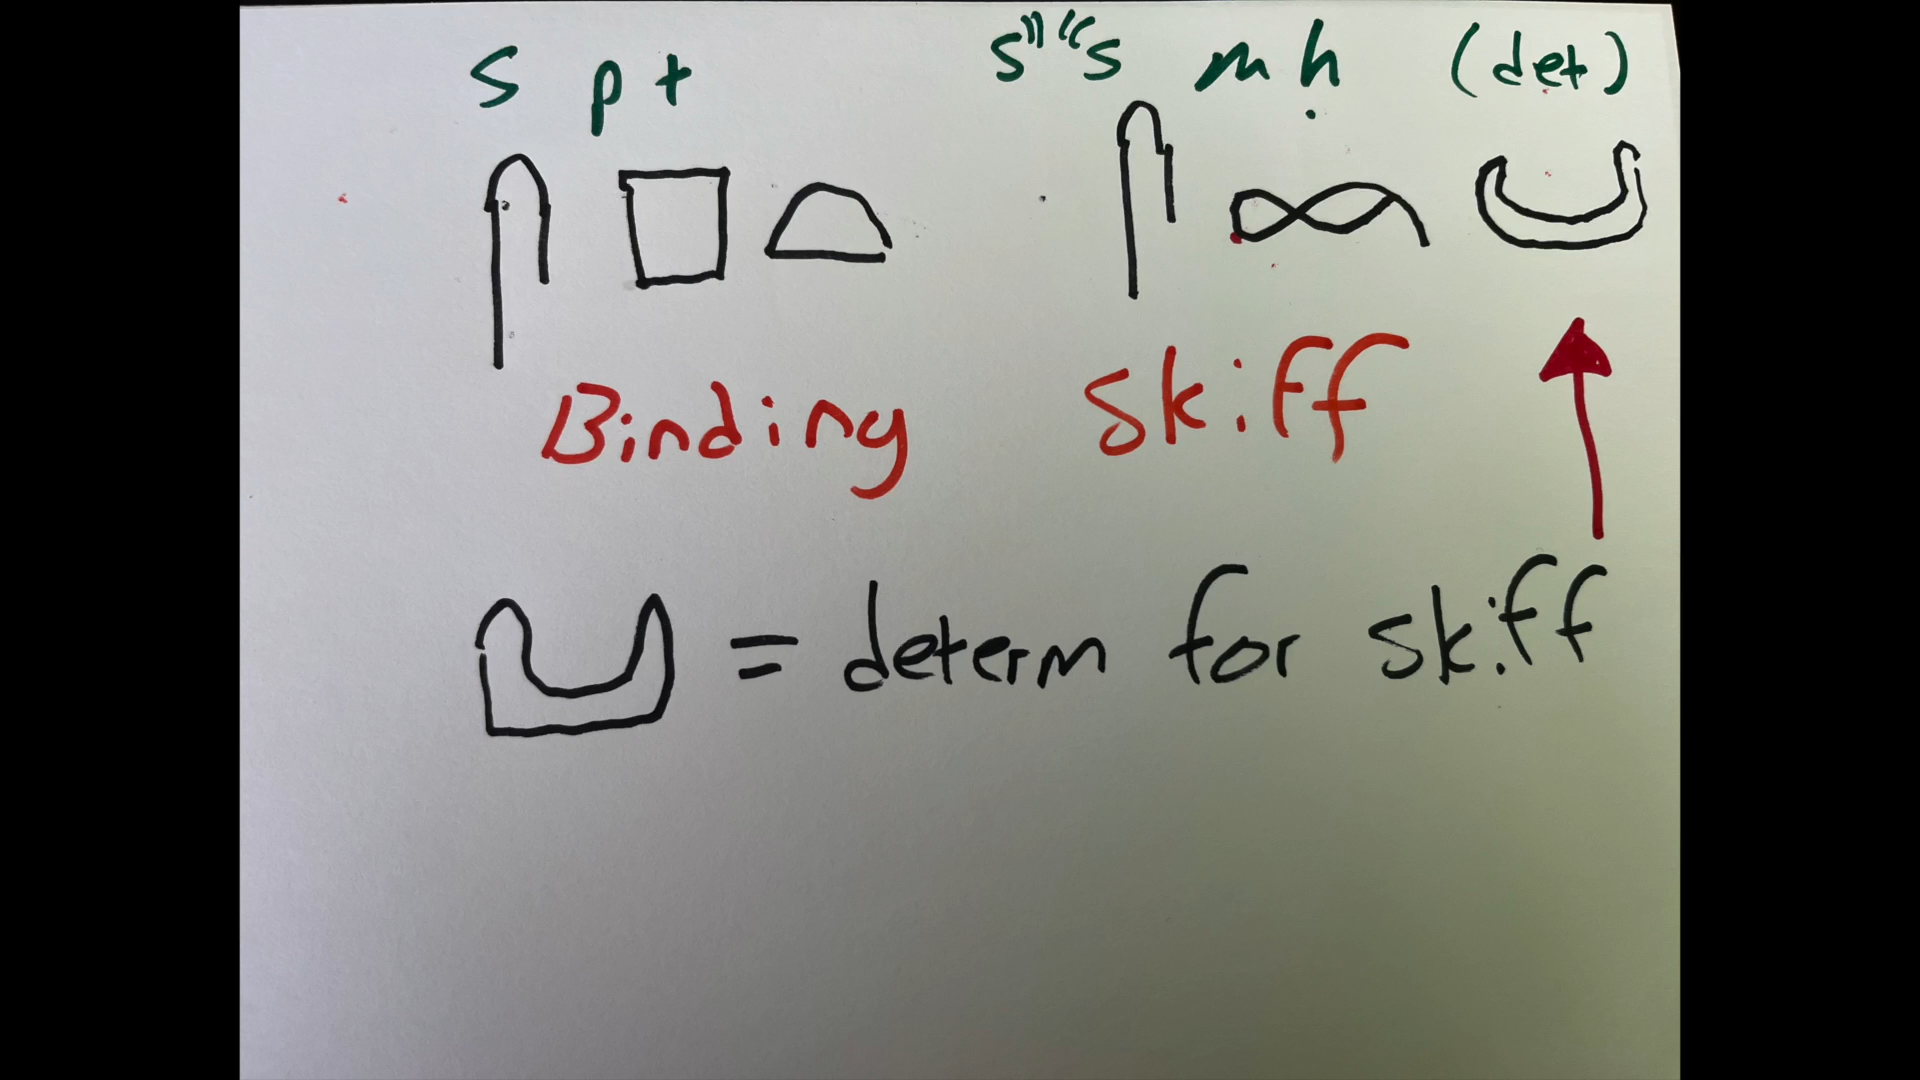 s p t s""s m ḥ (det)
𓋴 𓊪 𓏏 𓋴 𓎛 𓊞
Binding skiff
= determ for skiff